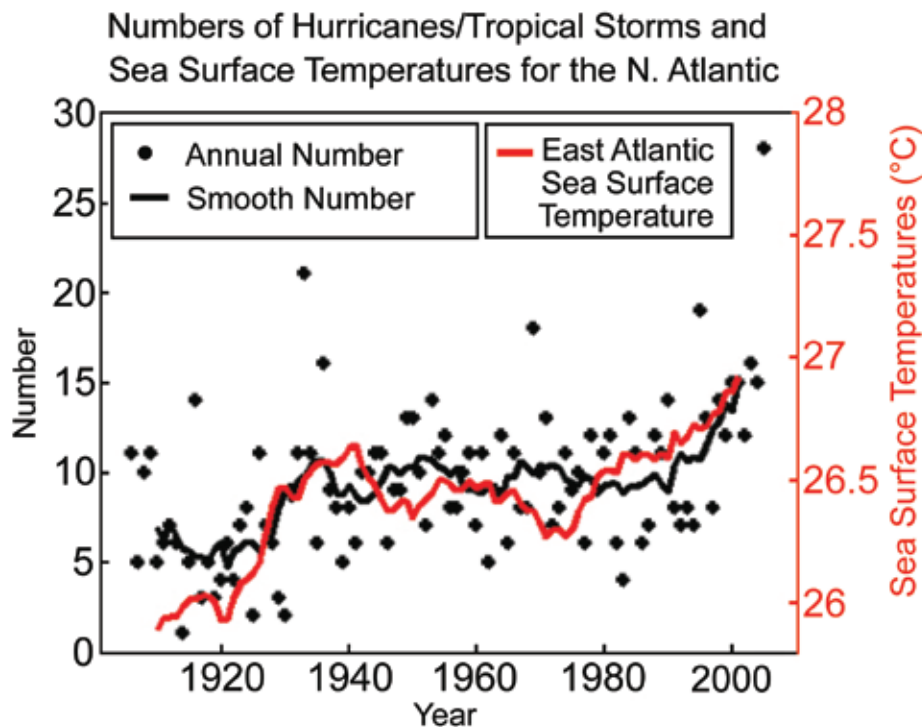 Numbers of Hurricanes/Tropical Storms and
Sea Surface Temperatures for the N. Atlantic
30
25
20
15
10
5
0
Number
Annual Number
Smooth Number
East Atlantic
Sea Surface
Temperature
28
27.5
27
26.5
26
Sea Surface Temperatures (°C)
1920
1940
1960
1980
2000
Year